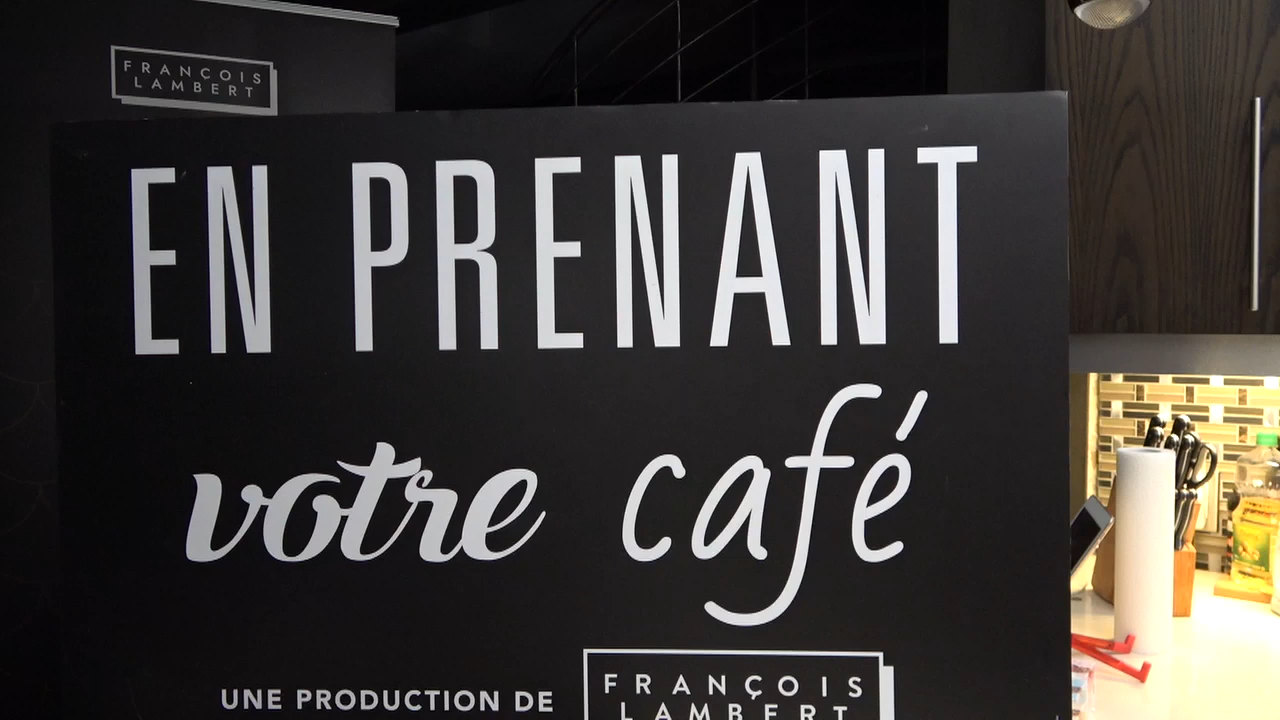 FRANÇOIS
LAMBERT
EN PRENANT
votre café
UNE PRODUCTION DE
FRANÇOIS
LAMBERT